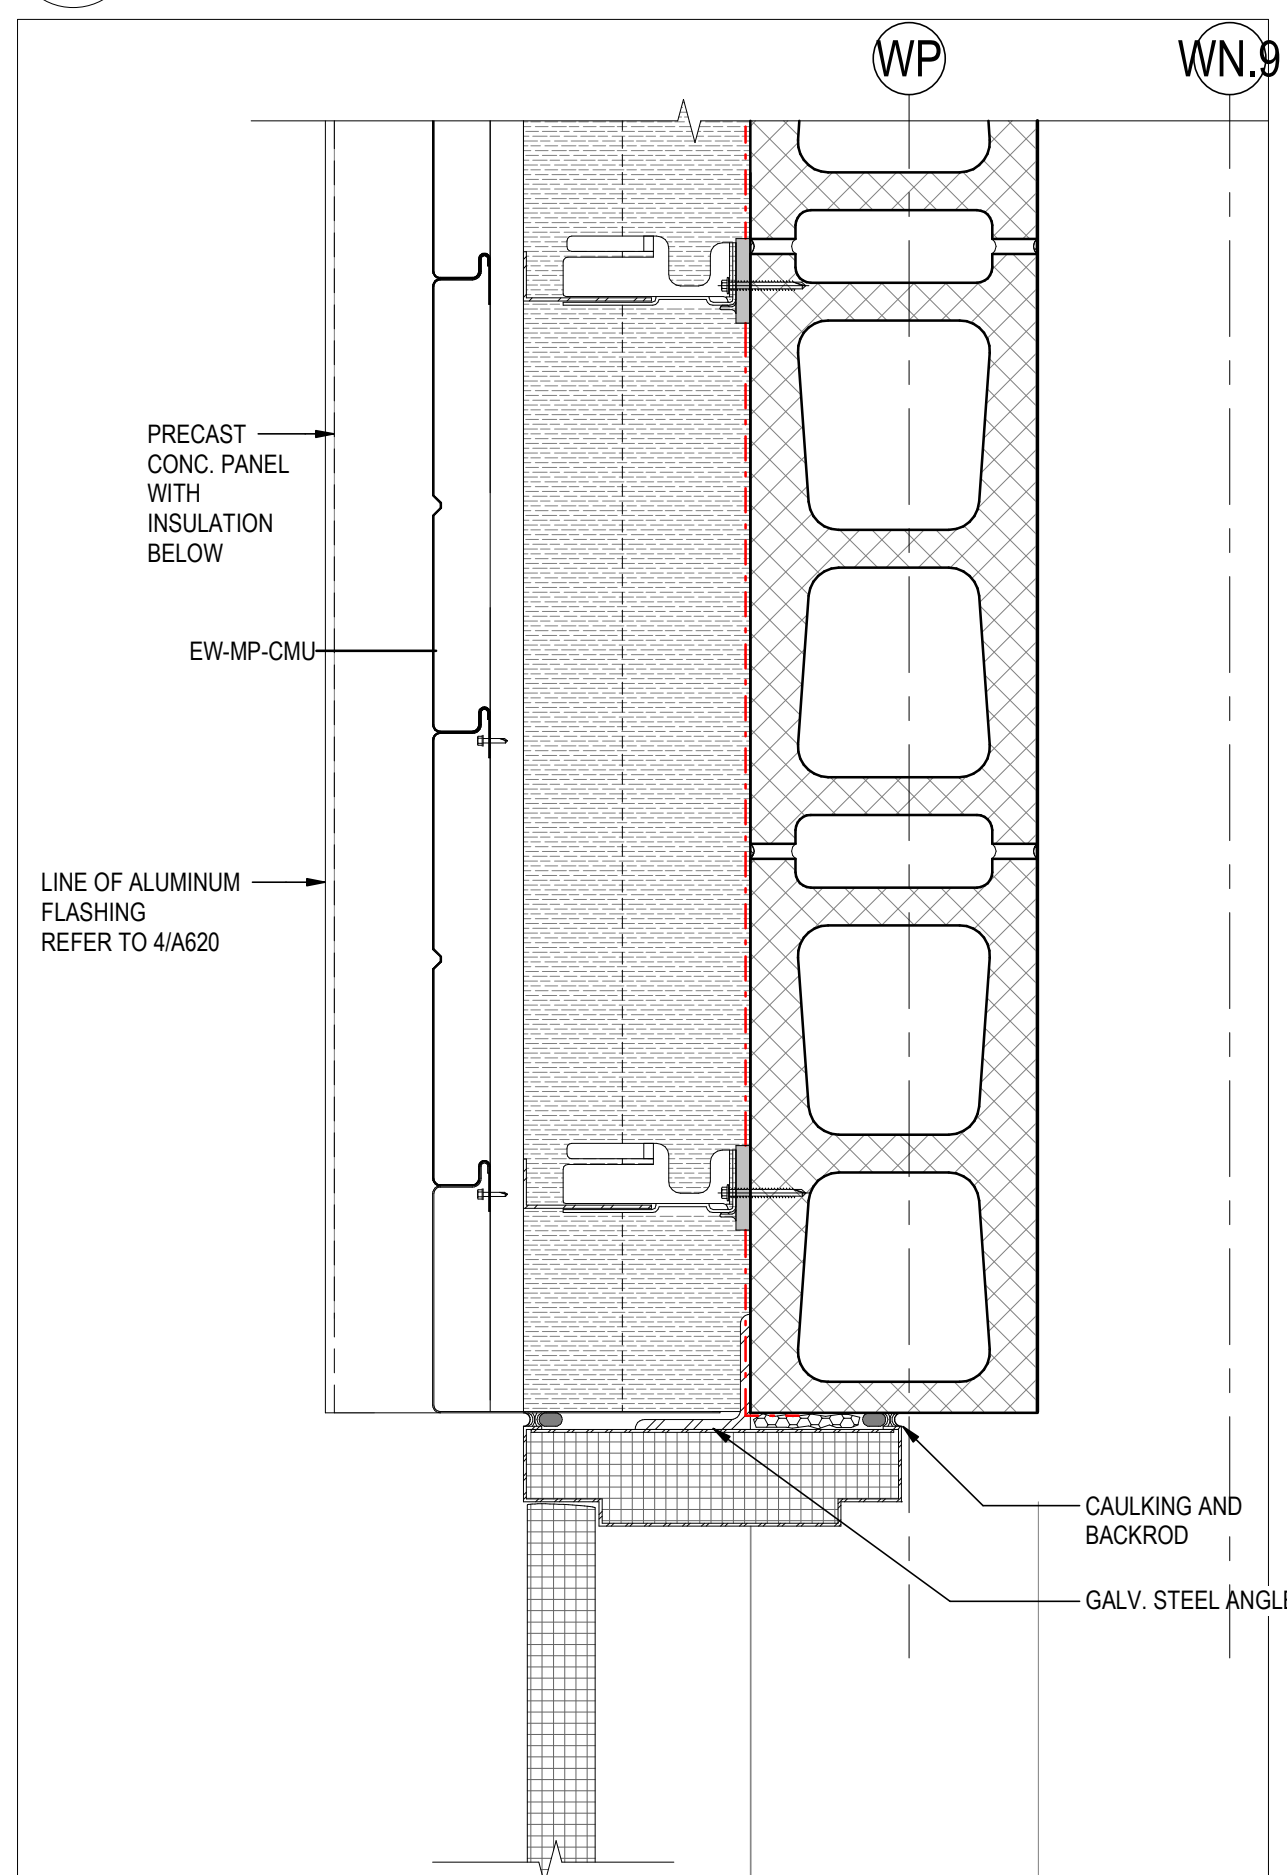 WP
WN.9
PRECAST
CONC. PANEL
WITH
INSULATION
BELOW
EW-MP-CMU
LINE OF ALUMINUM
FLASHING
REFER TO 4/A620
CAULKING AND
BACKROD
GALV. STEEL ANGLE